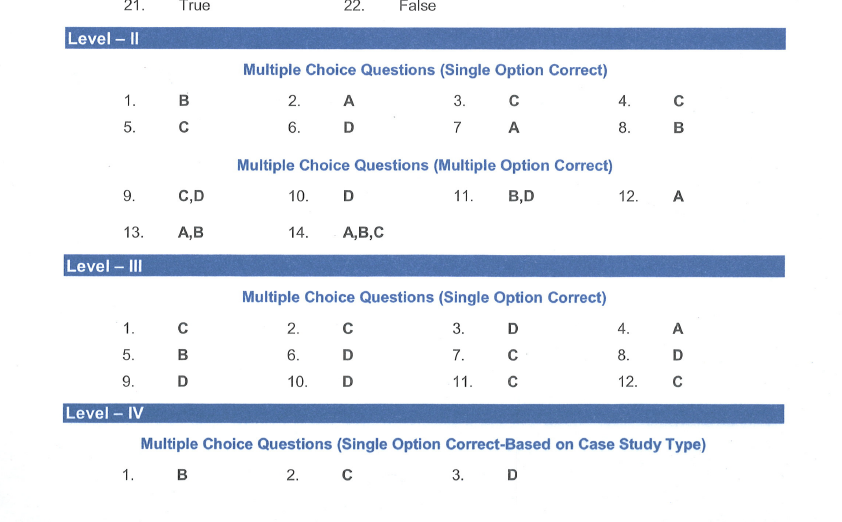 21. True 22. False
Level – II
Multiple Choice Questions (Single Option Correct)
1. B 2. A 3. C 4. C
5. C 6. D 7 A 8. B
Multiple Choice Questions (Multiple Option Correct)
9. C,D 10. D 11. B,D 12. A
13. A,B 14. A,B,C
Level – III
Multiple Choice Questions (Single Option Correct)
1. C 2. C 3. D 4. A
5. B 6. D 7. C 8. D
9. D 10. D 11. C 12. C
Level – IV
Multiple Choice Questions (Single Option Correct-Based on Case Study Type)
1. B 2. C 3. D